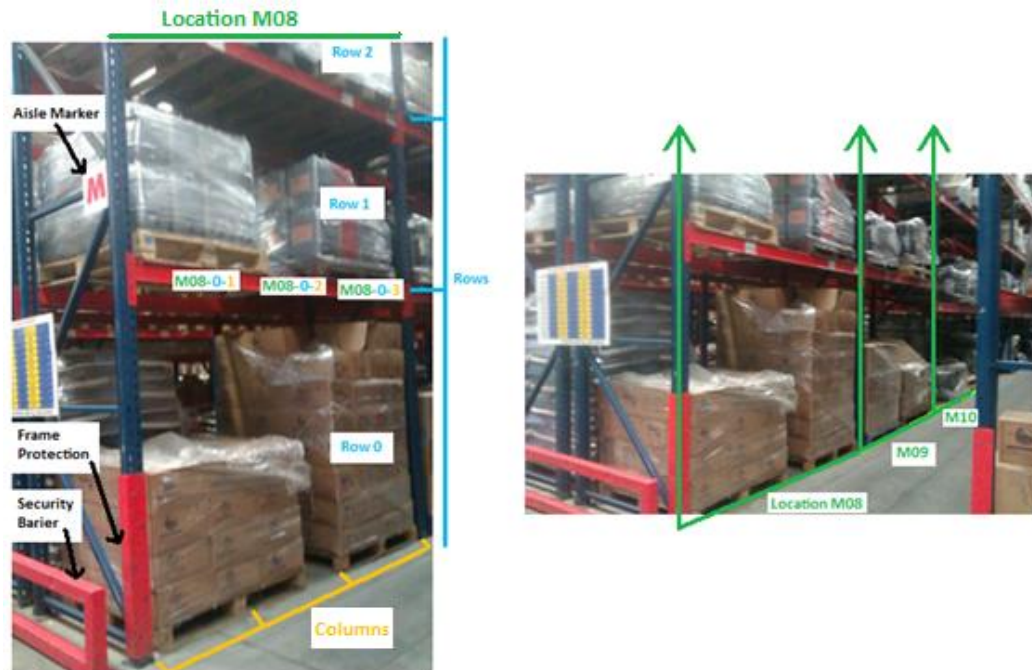 Location M08
Row 2
Aisle Marker
M
Row 1
M08-0-1
M08-0-2
M08-0-3
Rows
Frame
Protection
Row 0
Security
Barier
Columns
M10
M09
Location M08